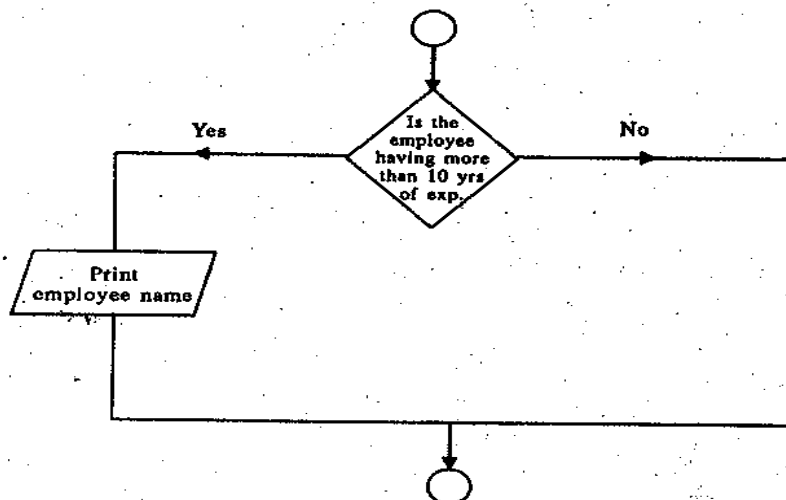 Is the
employee
having more
than 10 yrs
of exp.
Yes
No
Print
employee name